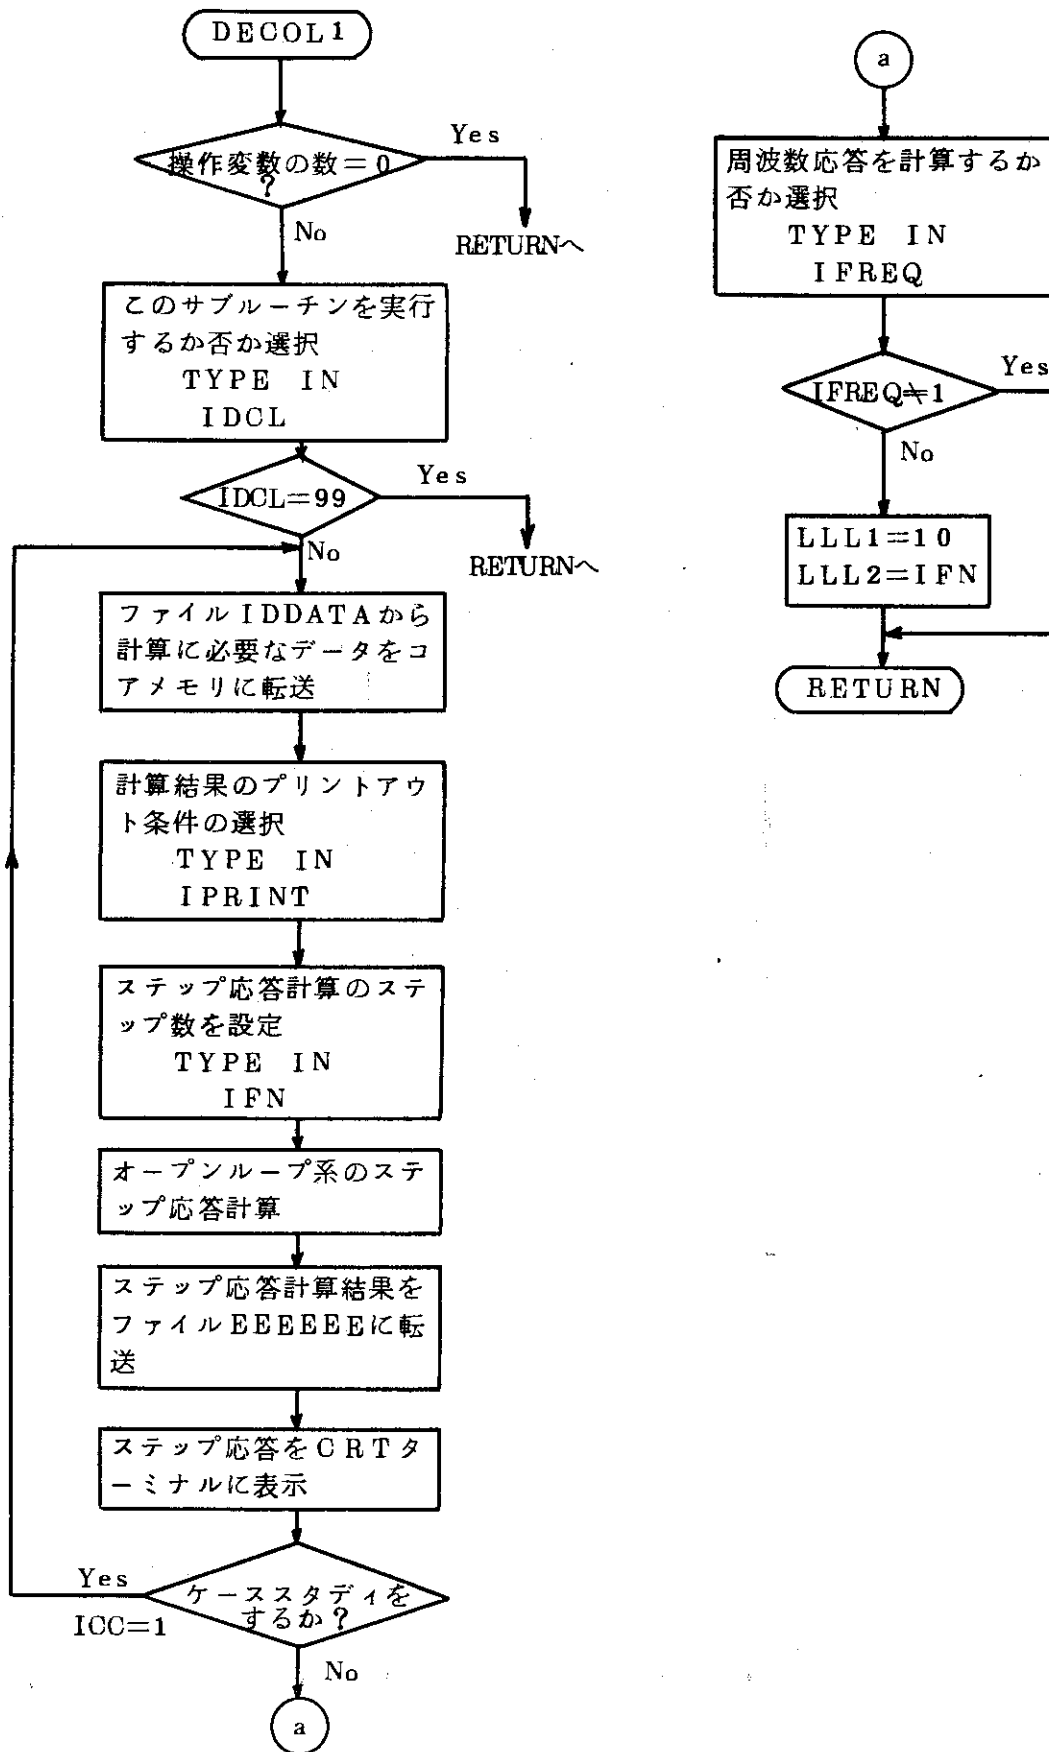 DECOL1
操作変数の数=0
?
Yes
No
RETURNへ
このサブルーチンを実行
するか否か選択
TYPE IN
IDCL
IDCL=99
Yes
No
RETURNへ
ファイルIDDATAから
計算に必要なデータをコ
アメモリに転送
計算結果のプリントアウ
ト条件の選択
TYPE IN
IPRINT
ステップ応答計算のステ
ップ数を設定
TYPE IN
IFN
オープンループ系のステ
ップ応答計算
ステップ応答計算結果を
ファイルEEEEEEに転
送
ステップ応答をCRTタ
ーミナルに表示
Yes
ICC=1
ケーススタディを
するか?
No
a
a
周波数応答を計算するか
否か選択
TYPE IN
IFREQ
IFREQ≠1
Yes
No
LLL1=10
LLL2=IFN
RETURN